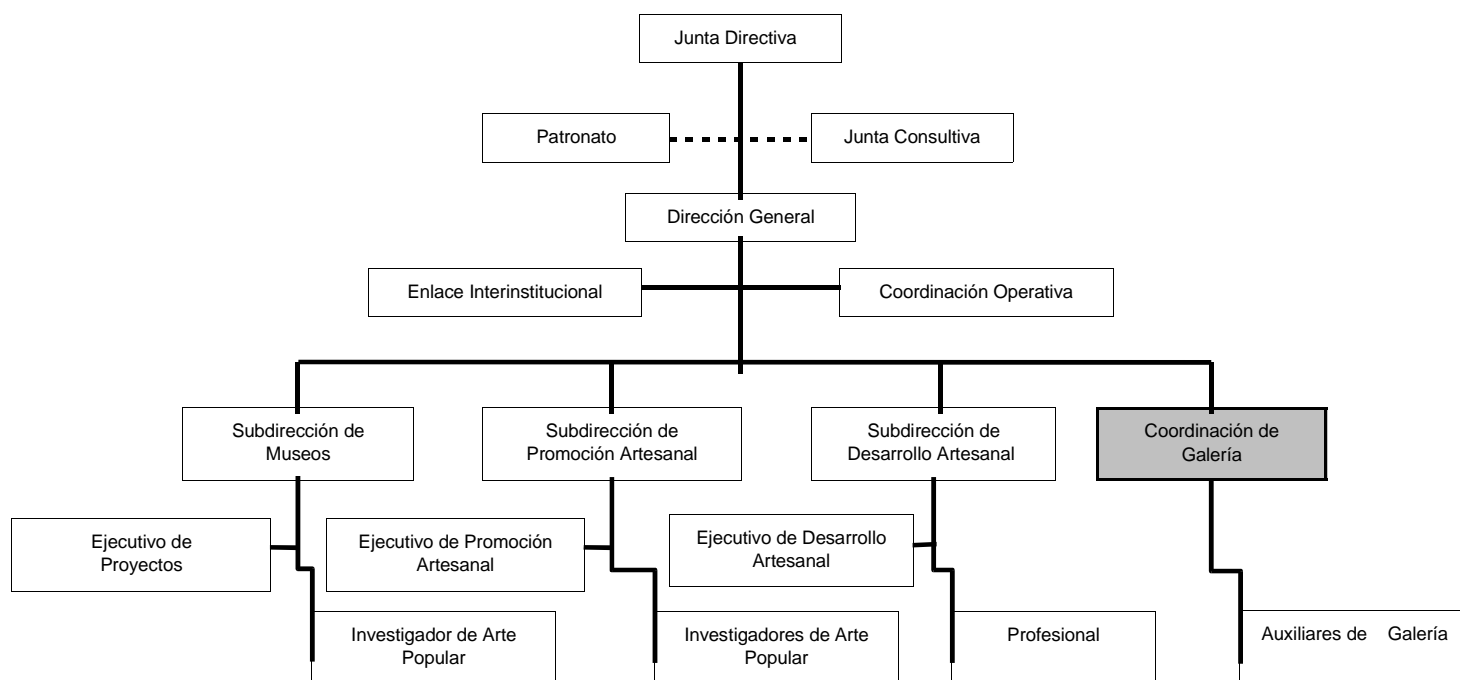 Junta Directiva
Patronato
Junta Consultiva
Dirección General
Enlace Interinstitucional
Coordinación Operativa
Subdirección de
Museos
Subdirección de
Promoción Artesanal
Subdirección de
Desarrollo Artesanal
Coordinación de
Galería
Ejecutivo de
Proyectos
Ejecutivo de Promoción
Artesanal
Ejecutivo de Desarrollo
Artesanal
Investigador de Arte
Popular
Investigadores de Arte
Popular
Profesional
Auxiliares de Galería